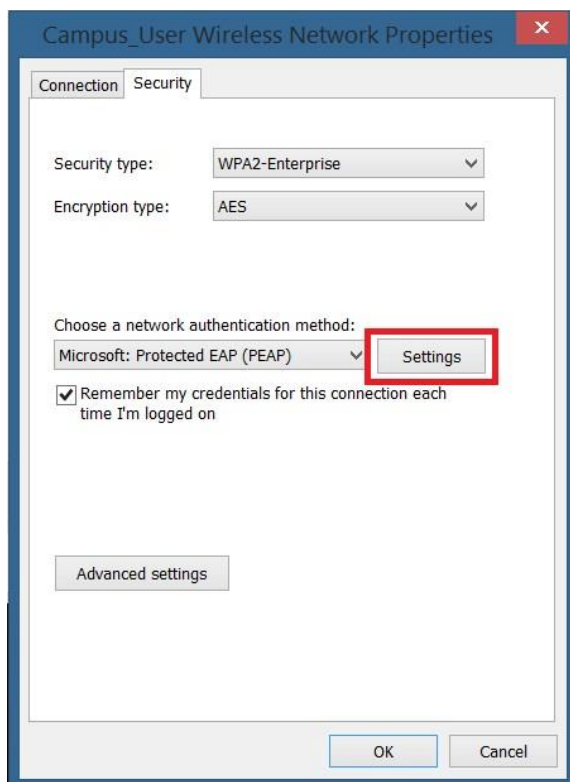 Campus_User Wireless Network Properties
Connection Security
Security type: WPA2-Enterprise
Encryption type: AES
Choose a network authentication method:
Microsoft: Protected EAP (PEAP) Settings
Remember my credentials for this connection each
time I'm logged on
Advanced settings
OK Cancel